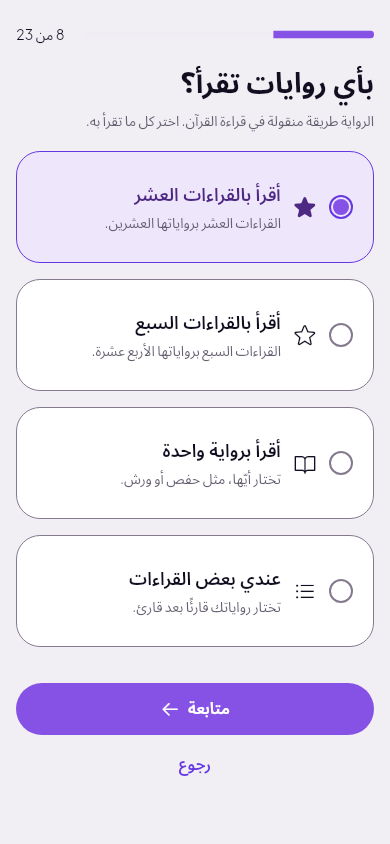 8 من 23
بأي روايات تقرأ؟
الرواية طريقة منقولة في قراءة القرآن. اختر كل ما تقرأ به.
أقرأ بالقراءات العشر
القراءات العشر برواياتها العشرين.
أقرأ بالقراءات السبع
القراءات السبع برواياتها الأربع عشرة.
أقرأ برواية واحدة
تختار أيّها، مثل حفص أو ورش.
عندي بعض القراءات
تختار رواياتك قارئًا بعد قارئ.
متابعة
رجوع